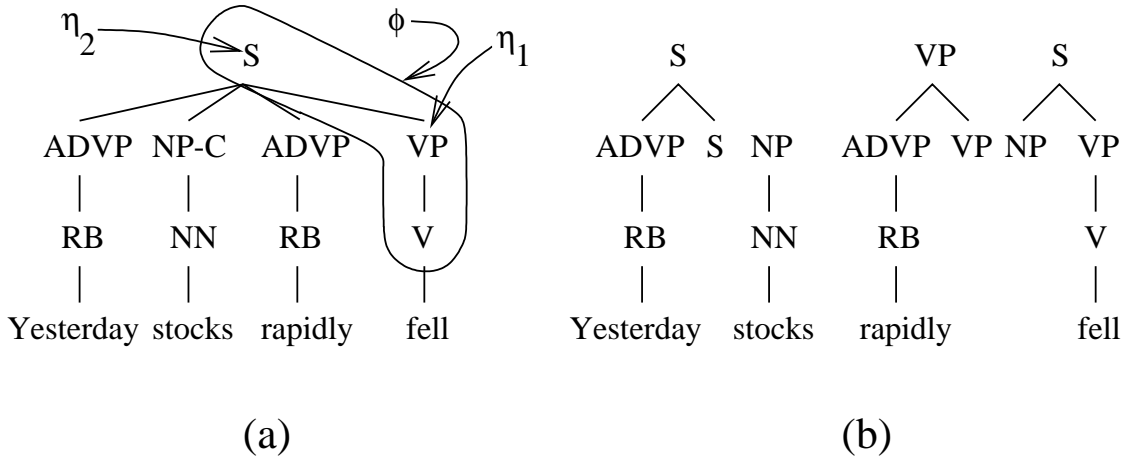 η2 φ η1
S S VP S
ADVP NP-C ADVP VP ADVP S NP ADVP VP NP VP
RB NN RB V RB NN RB V
Yesterday stocks rapidly fell Yesterday stocks rapidly fell
(a) (b)